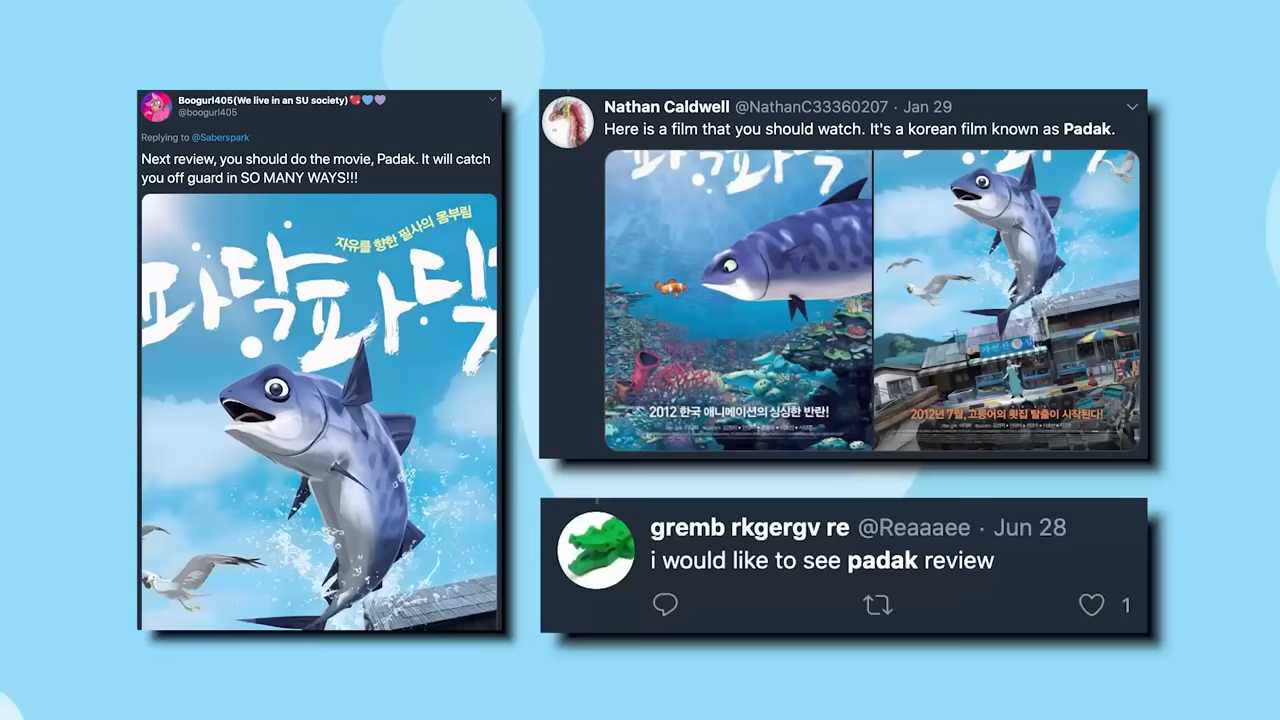 Boogurl405(We live in an SU society)💘💙💜
@boogurl405
Replying to @Saberspark
Next review, you should do the movie, Padak. It will catch
you off guard in SO MANY WAYS!!!
자유를 향한 필사의 몸부림
파닥파닥
Nathan Caldwell @NathanC33360207 · Jan 29
Here is a film that you should watch. It's a korean film known as Padak.
파닥
2012 한국 애니메이션의 싱싱한 반란!
2012년 7월, 고등어의 횟집 탈출이 시작된다!
gremb rkgergv re @Reaaaee · Jun 28
i would like to see padak review
1